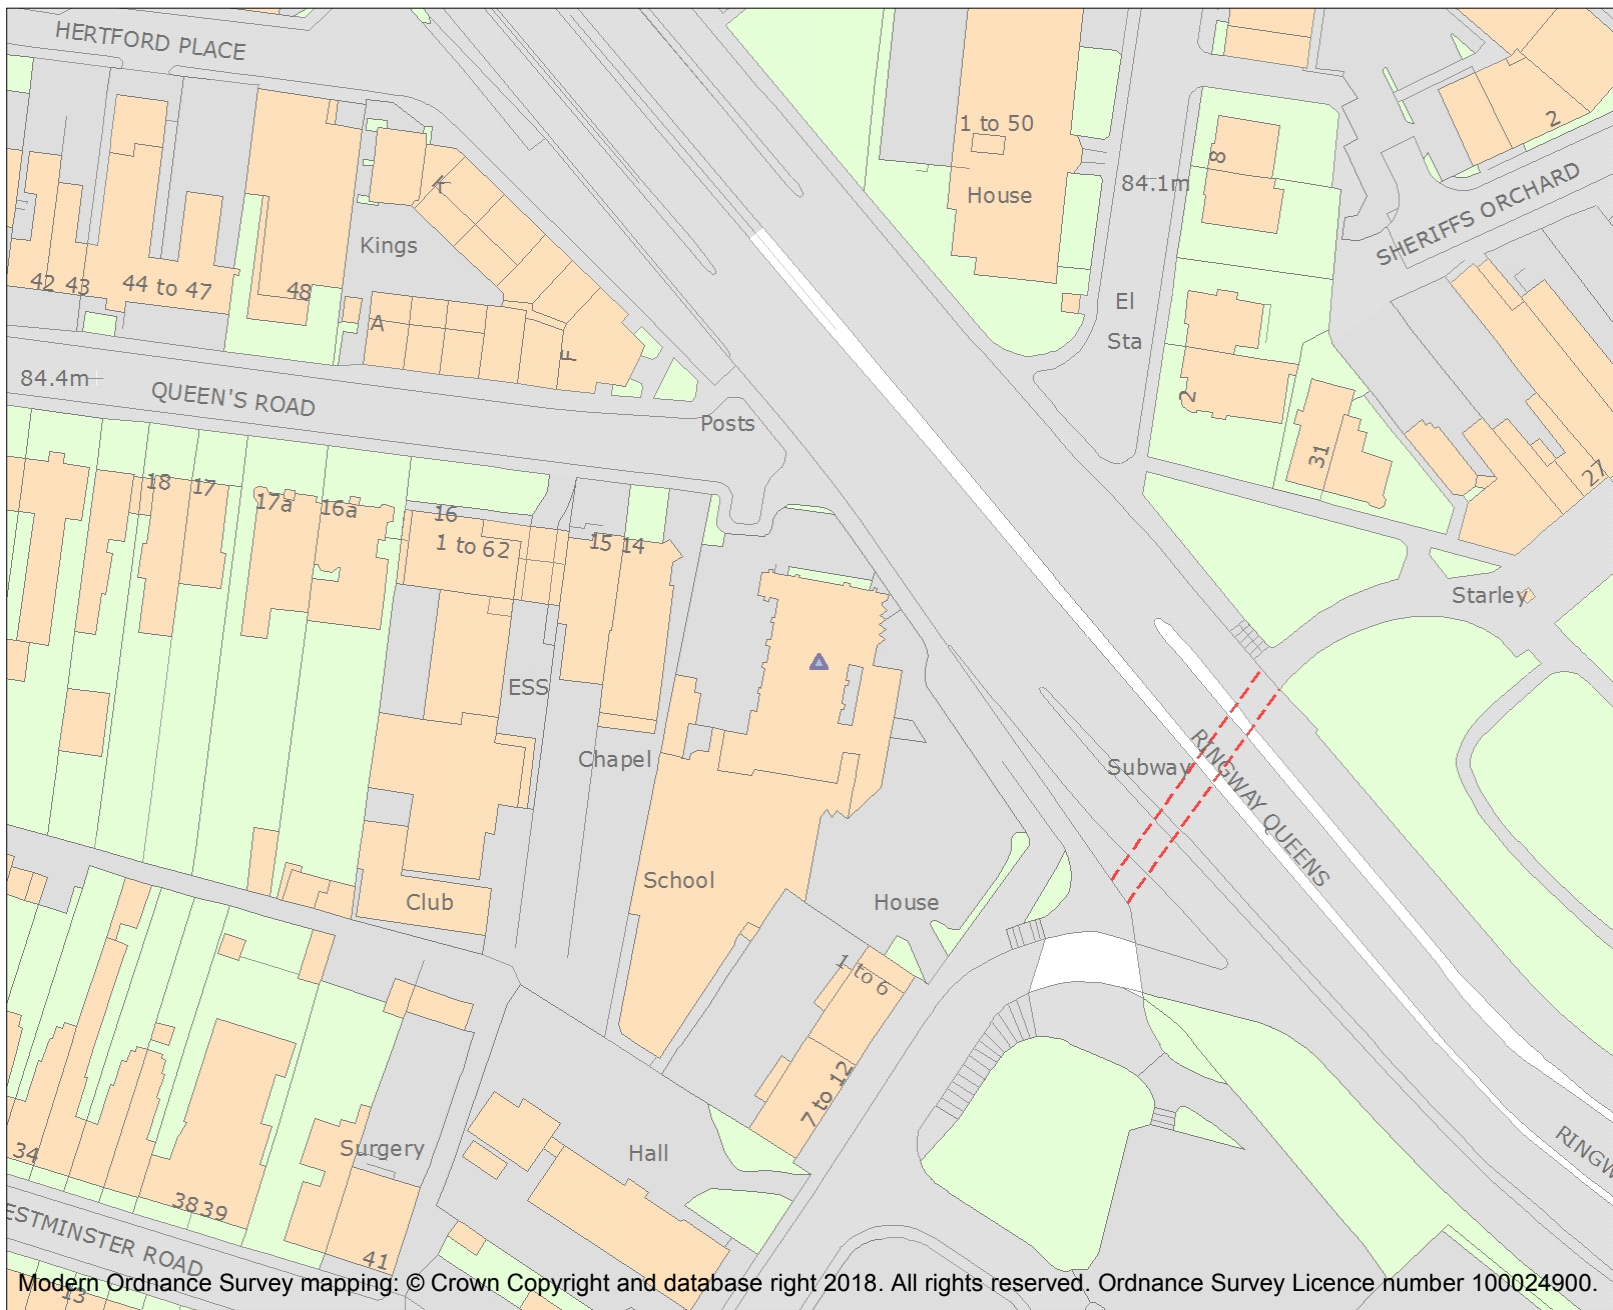 HERTFORD PLACE
1 to 50
House
84.1m
8
2
SHERIFFS ORCHARD
K
Kings
42 43
44 to 47
48
A
F
El
Sta
84.4m
QUEEN'S ROAD
Posts
2
31
27
18
17
17a
16a
16
1 to 62
15 14
Starley
ESS
Chapel
Subway
RINGWAY QUEENS
School
Club
House
1 to 6
7 to 12
Surgery
Hall
34
38 39
41
ESTMINSTER ROAD
RINGW
13
Modern Ordnance Survey mapping: © Crown Copyright and database right 2018. All rights reserved. Ordnance Survey Licence number 100024900.